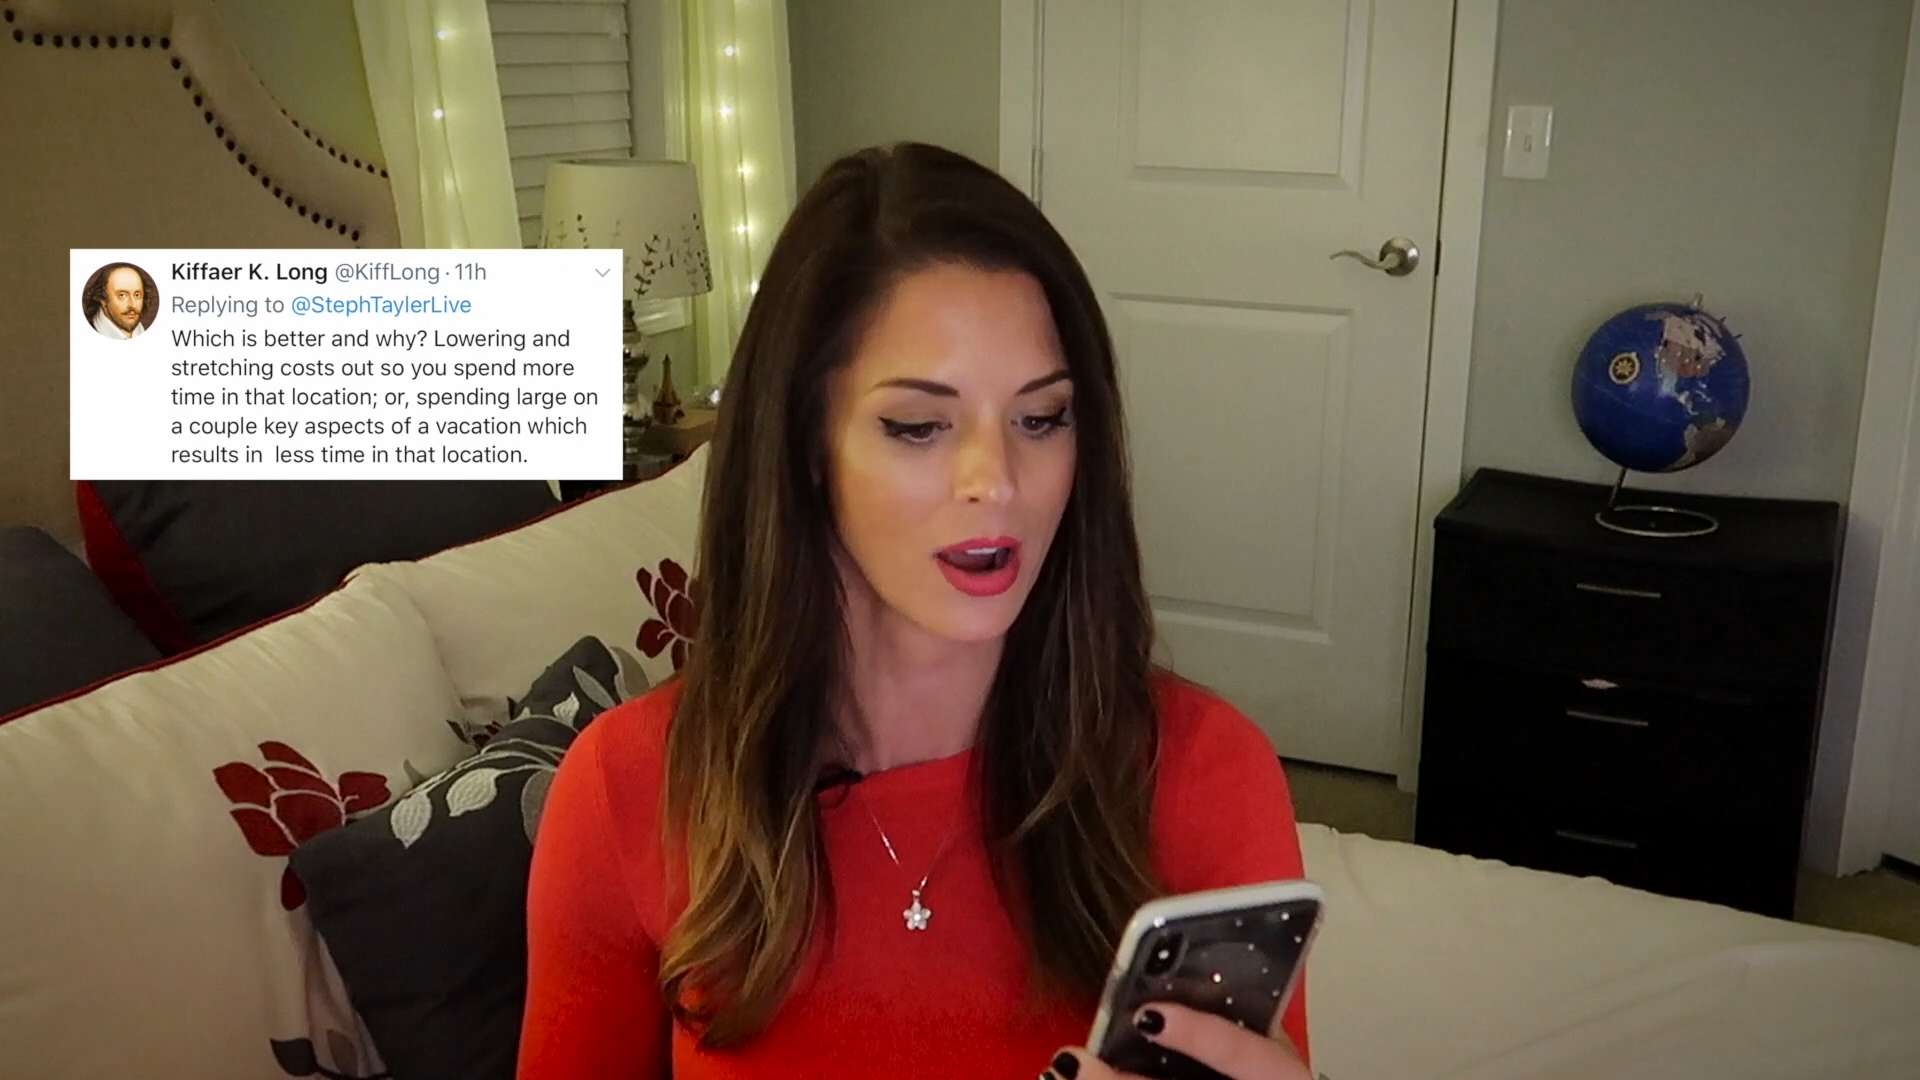 Kiffaer K. Long @KiffLong · 11h
Replying to @StephTaylerLive
Which is better and why? Lowering and
stretching costs out so you spend more
time in that location; or, spending large on
a couple key aspects of a vacation which
results in less time in that location.